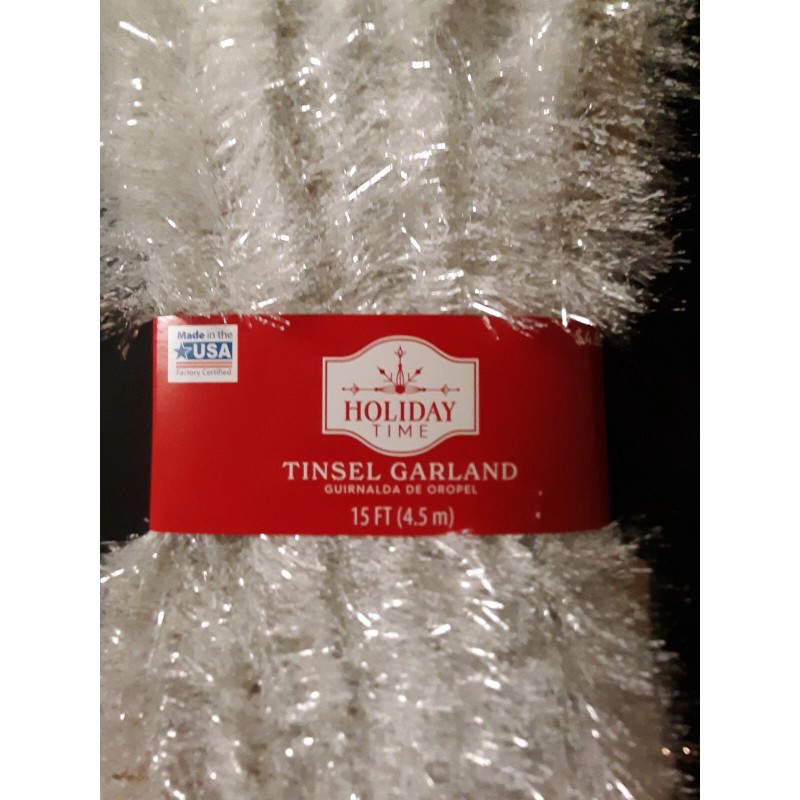 Made in the
USA
Factory Certified
HOLIDAY
TIME
TINSEL GARLAND
GUIRNALDA DE OROPEL
15 FT (4.5 m)